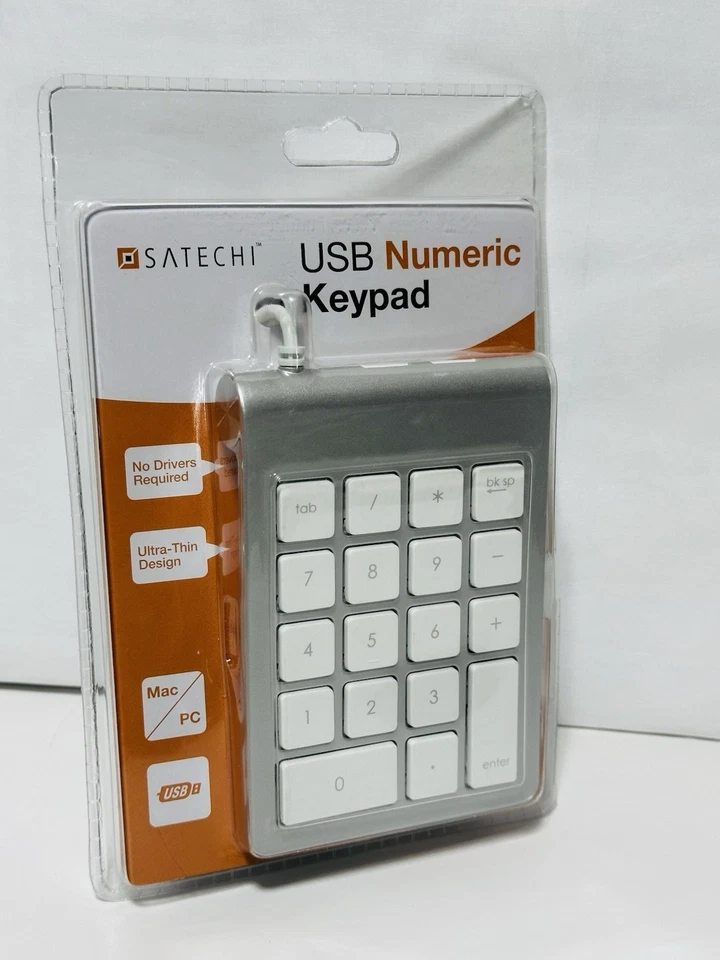 SATECHI™
USB Numeric
Keypad
No Drivers
Required
Ultra-Thin
Design
Mac
PC
USB
tab / * bk sp
←
7 8 9 −
4 5 6 +
1 2 3
0 . enter